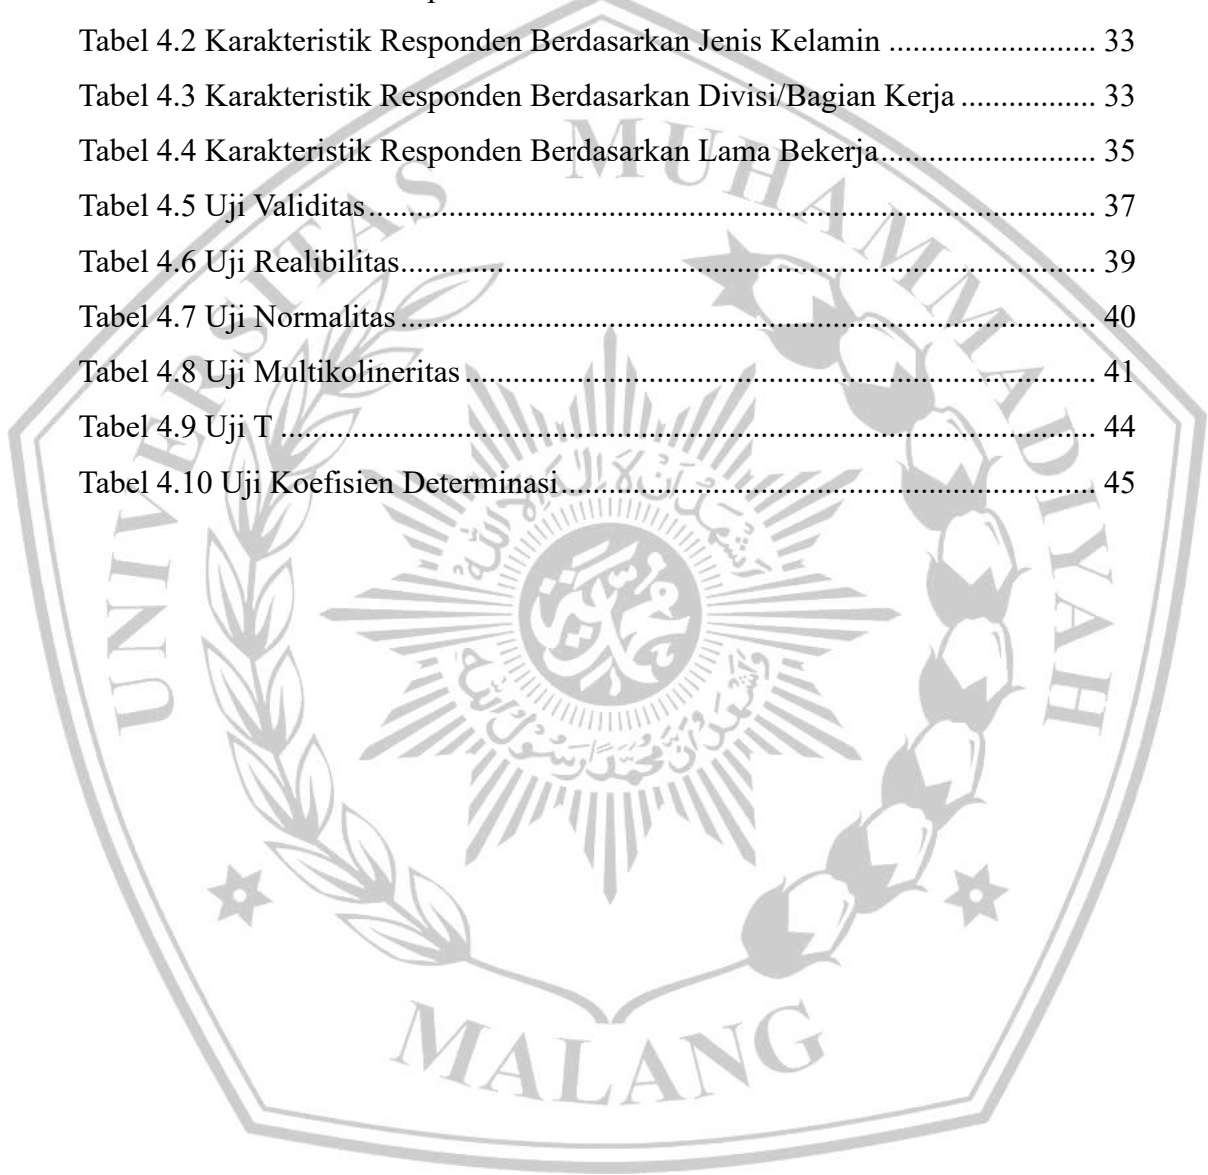 Tabel 4.2 Karakteristik Responden Berdasarkan Jenis Kelamin .......................... 33
Tabel 4.3 Karakteristik Responden Berdasarkan Divisi/Bagian Kerja ................. 33
Tabel 4.4 Karakteristik Responden Berdasarkan Lama Bekerja........................... 35
Tabel 4.5 Uji Validitas........................................................................................... 37
Tabel 4.6 Uji Realibilitas....................................................................................... 39
Tabel 4.7 Uji Normalitas....................................................................................... 40
Tabel 4.8 Uji Multikolineritas............................................................................... 41
Tabel 4.9 Uji T ...................................................................................................... 44
Tabel 4.10 Uji Koefisien Determinasi................................................................... 45
UNIVERSITAS MUHAMMADIYAH
MALANG